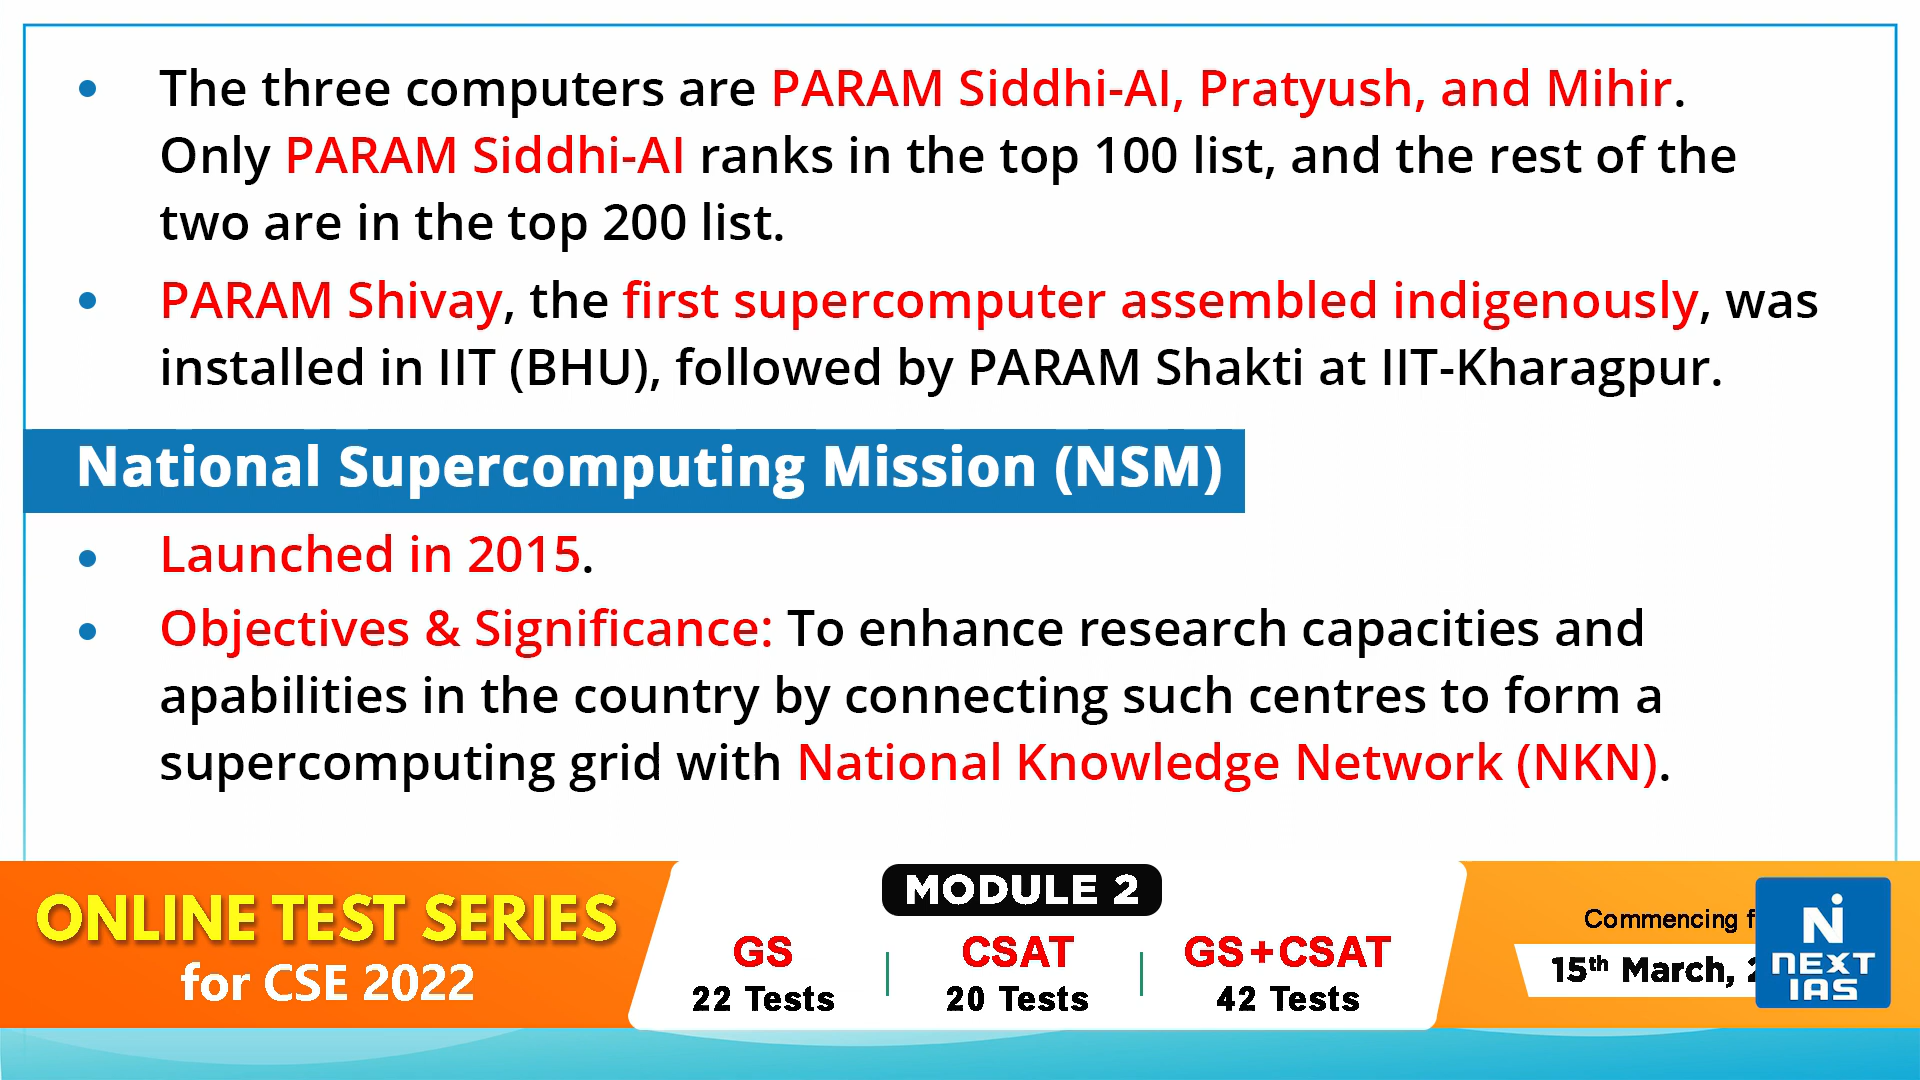 The three computers are PARAM Siddhi-AI, Pratyush, and Mihir.
Only PARAM Siddhi-AI ranks in the top 100 list, and the rest of the
two are in the top 200 list.
PARAM Shivay, the first supercomputer assembled indigenously, was
installed in IIT (BHU), followed by PARAM Shakti at IIT-Kharagpur.
National Supercomputing Mission (NSM)
Launched in 2015.
Objectives & Significance: To enhance research capacities and
apabilities in the country by connecting such centres to form a
supercomputing grid with National Knowledge Network (NKN).
ONLINE TEST SERIES
for CSE 2022
MODULE 2
GS
22 Tests
CSAT
20 Tests
GS+CSAT
42 Tests
Commencing
15th March,
NEXT
IAS